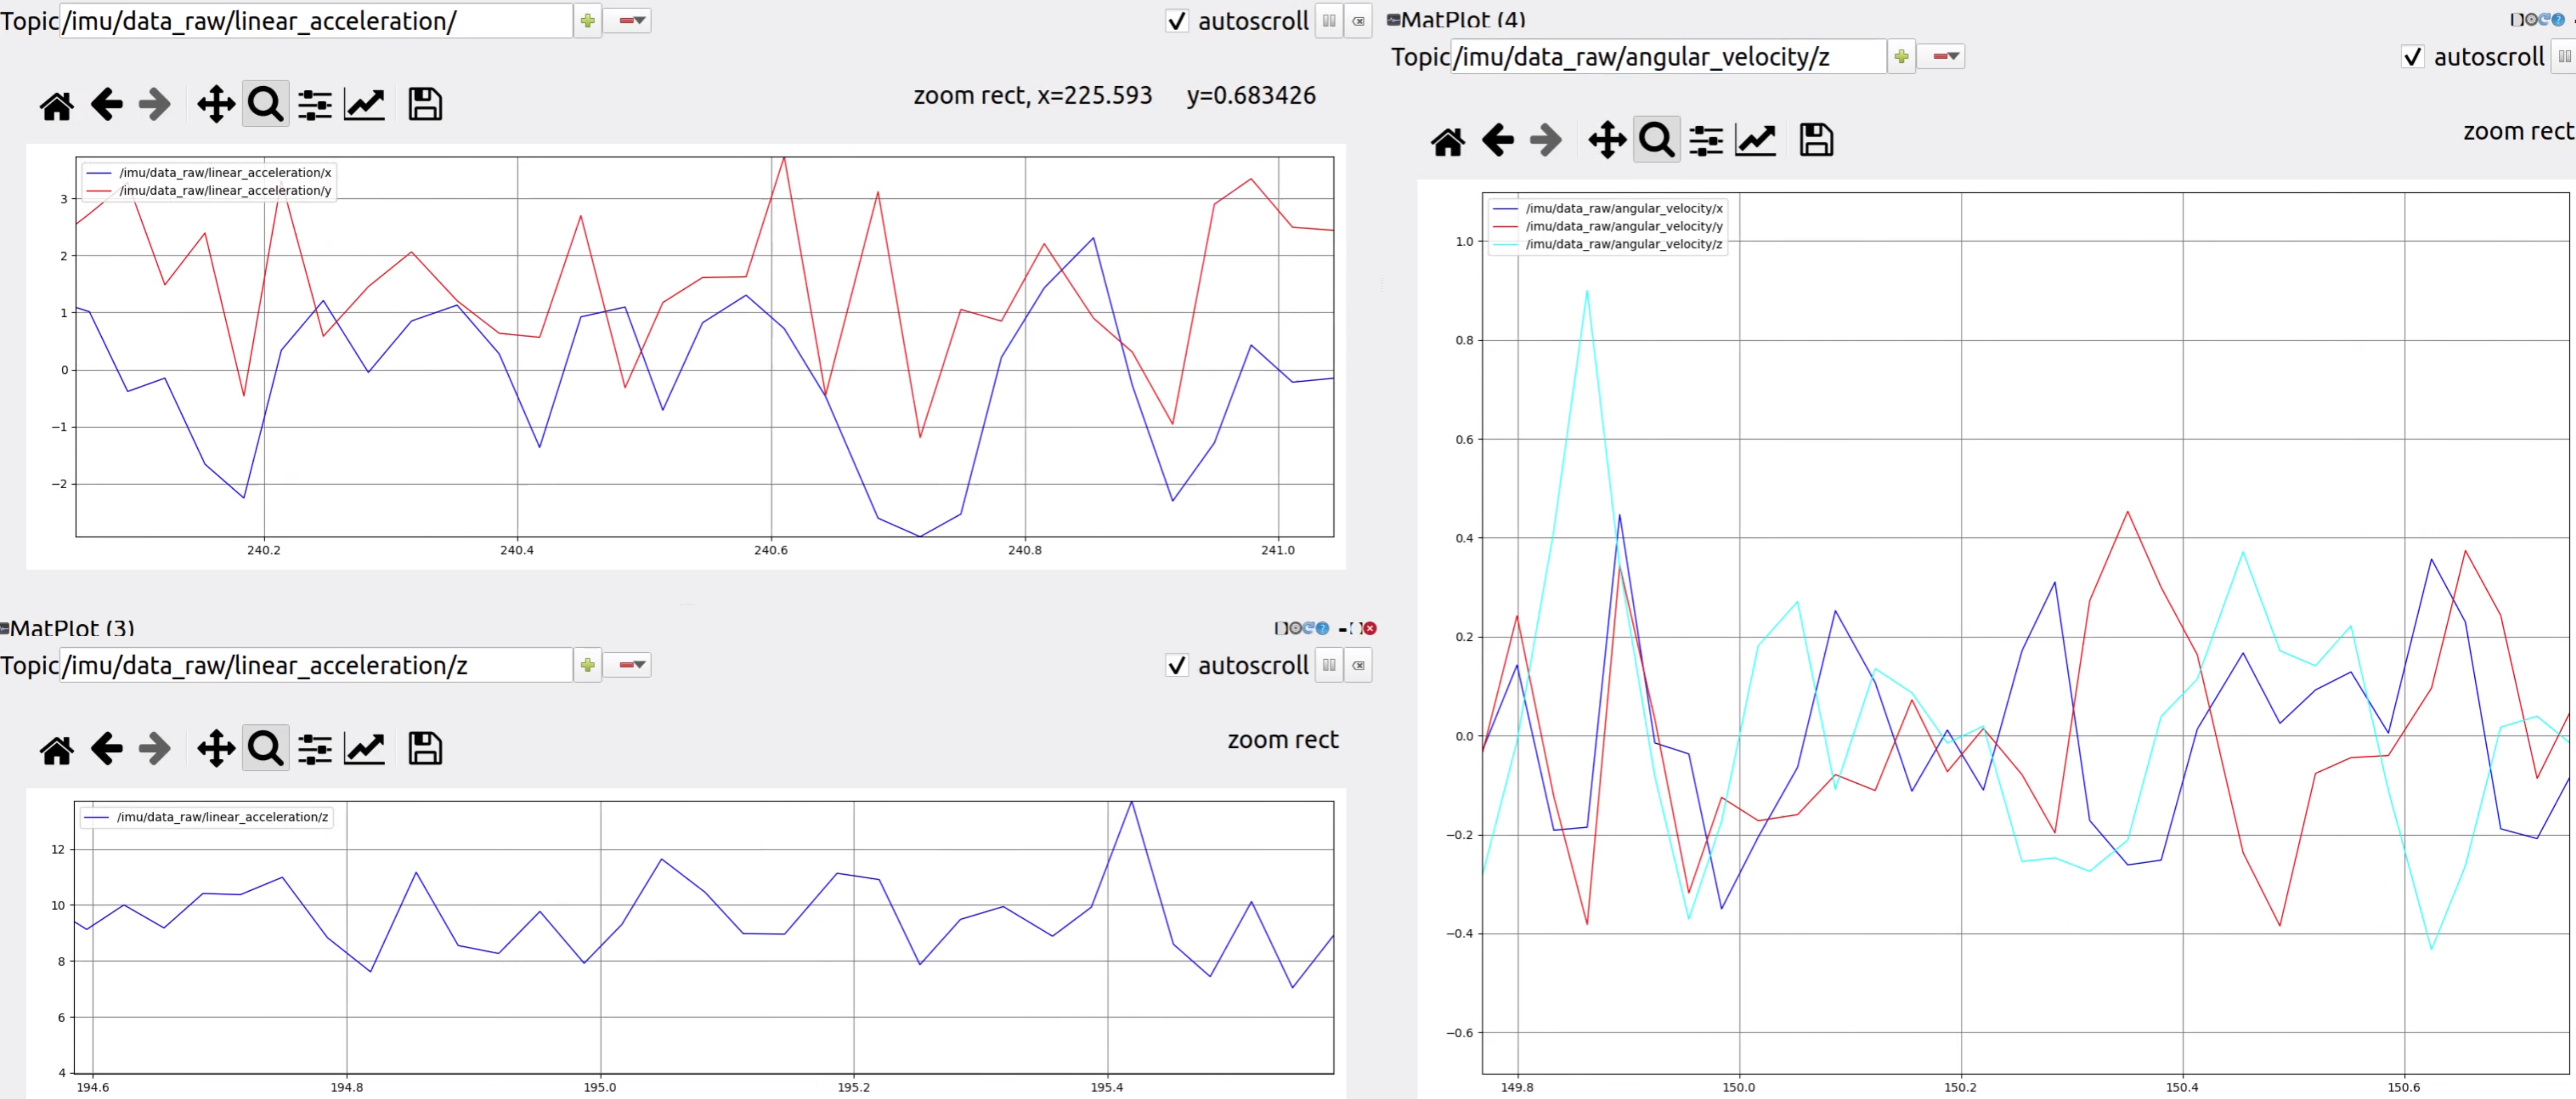 Topic /imu/data_raw/linear_acceleration/
autoscroll
zoom rect, x=225.593 y=0.683426
/imu/data_raw/linear_acceleration/x
/imu/data_raw/linear_acceleration/y
3
2
1
0
−1
−2
240.2 240.4 240.6 240.8 241.0
MatPlot (3)
Topic /imu/data_raw/linear_acceleration/z
autoscroll
zoom rect
/imu/data_raw/linear_acceleration/z
12
10
8
6
4
194.6 194.8 195.0 195.2 195.4
MatPlot (4)
Topic /imu/data_raw/angular_velocity/z
autoscroll
zoom rect
/imu/data_raw/angular_velocity/x
/imu/data_raw/angular_velocity/y
/imu/data_raw/angular_velocity/z
1.0
0.8
0.6
0.4
0.2
0.0
−0.2
−0.4
−0.6
149.8 150.0 150.2 150.4 150.6